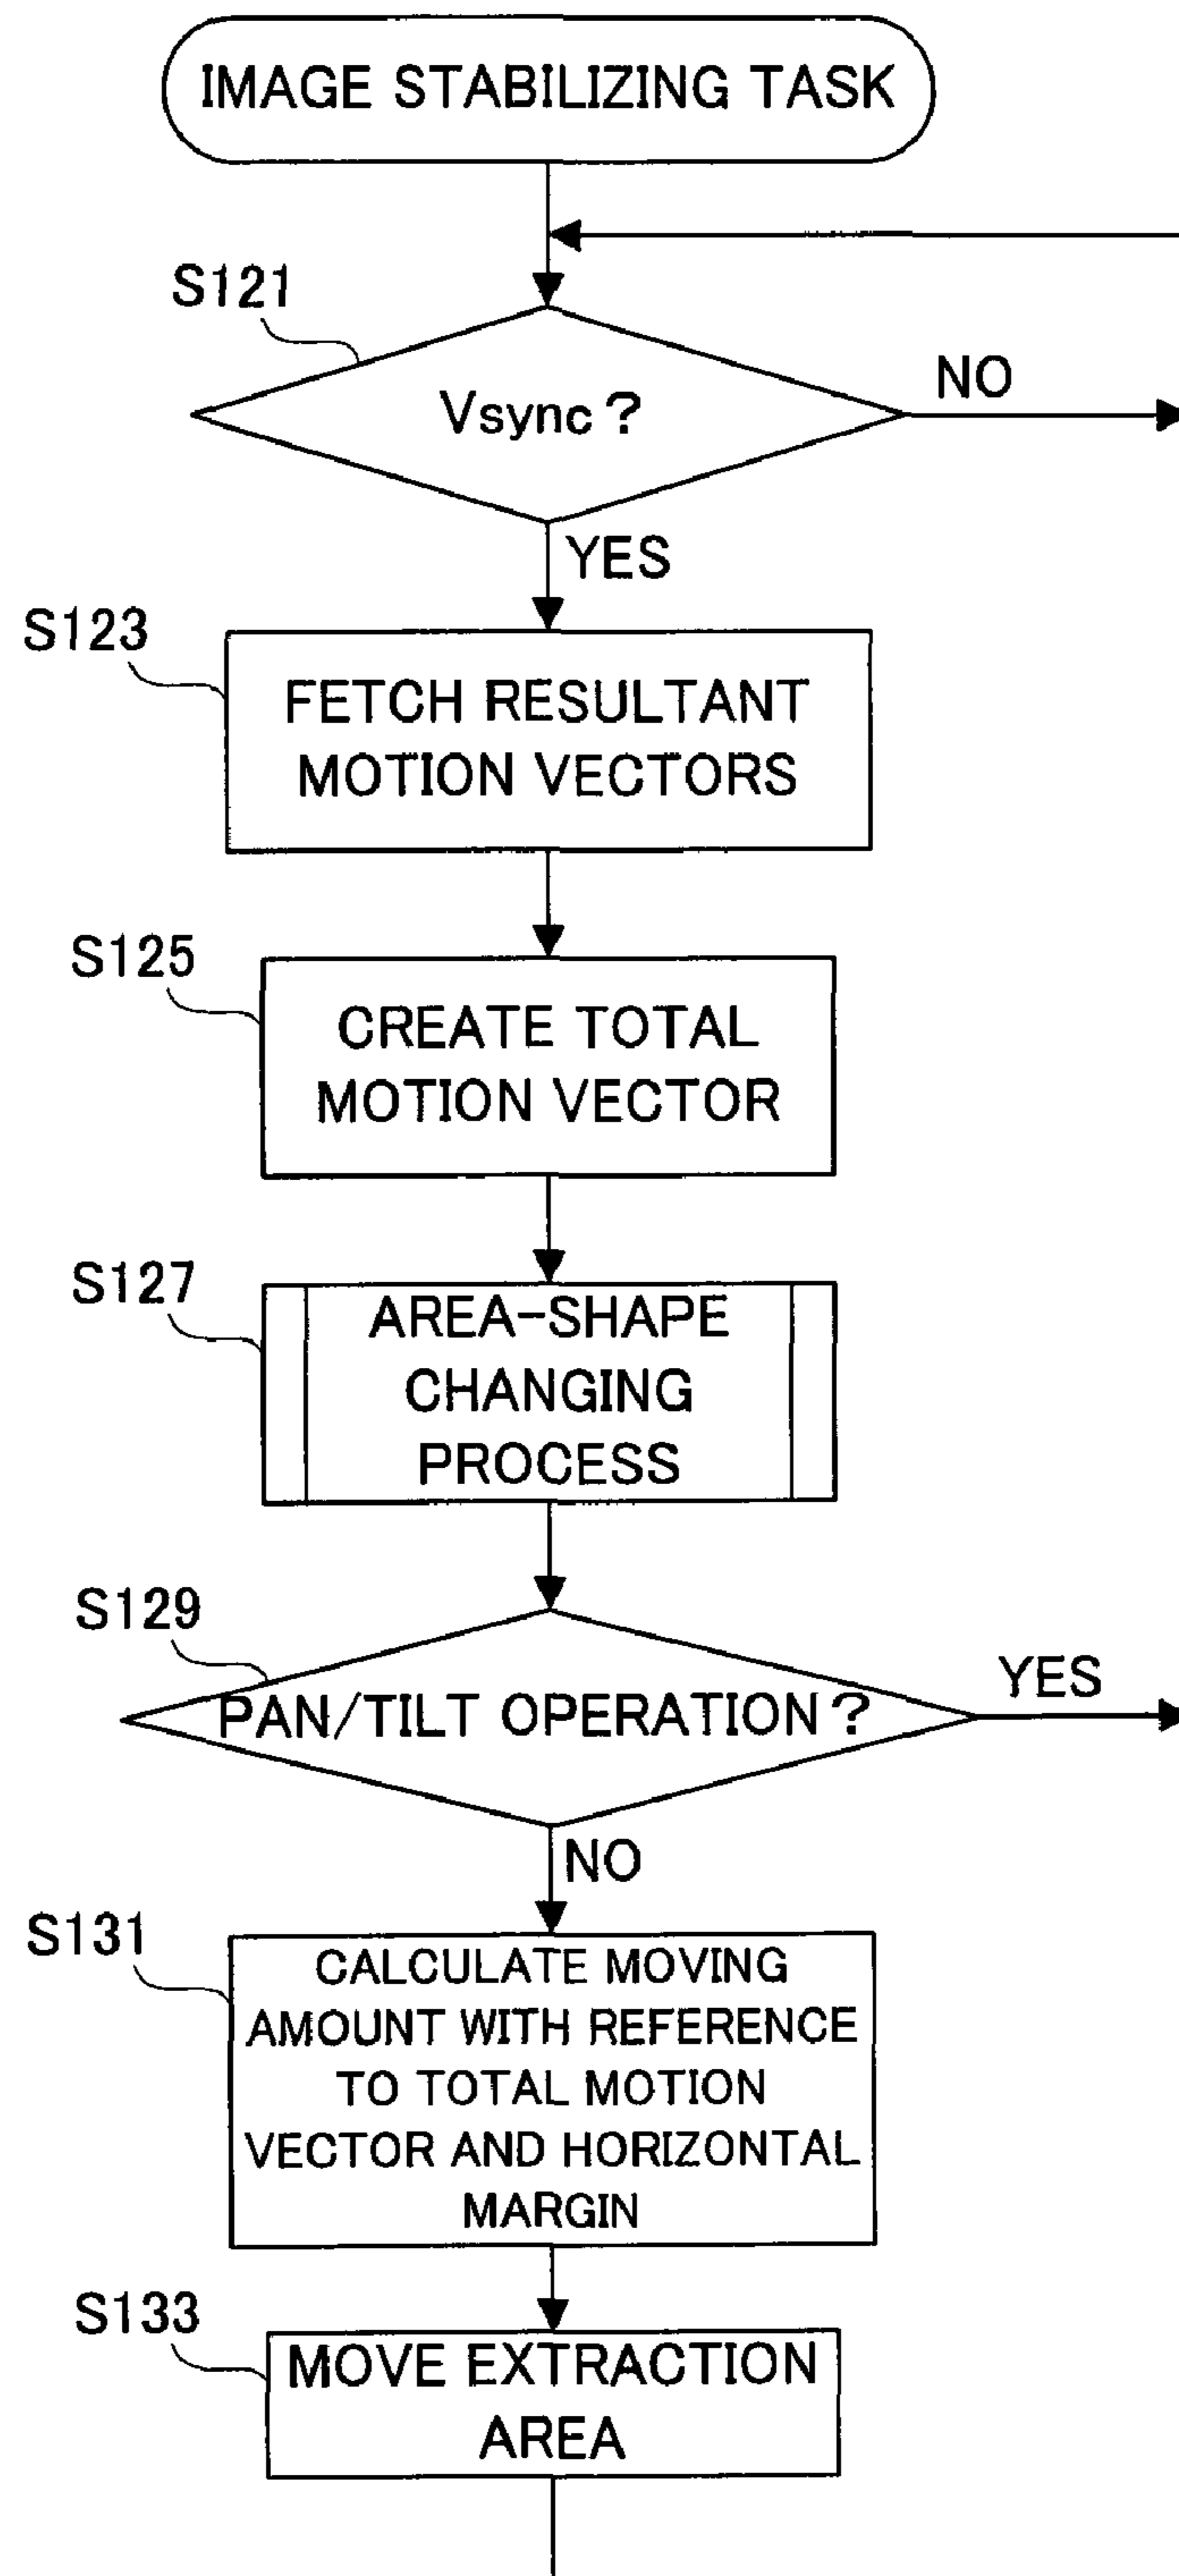 IMAGE STABILIZING TASK
S121
Vsync?
NO
YES
S123
FETCH RESULTANT
MOTION VECTORS
S125
CREATE TOTAL
MOTION VECTOR
S127
AREA-SHAPE
CHANGING
PROCESS
S129
PAN/TILT OPERATION?
YES
NO
S131
CALCULATE MOVING
AMOUNT WITH REFERENCE
TO TOTAL MOTION
VECTOR AND HORIZONTAL
MARGIN
S133
MOVE EXTRACTION
AREA